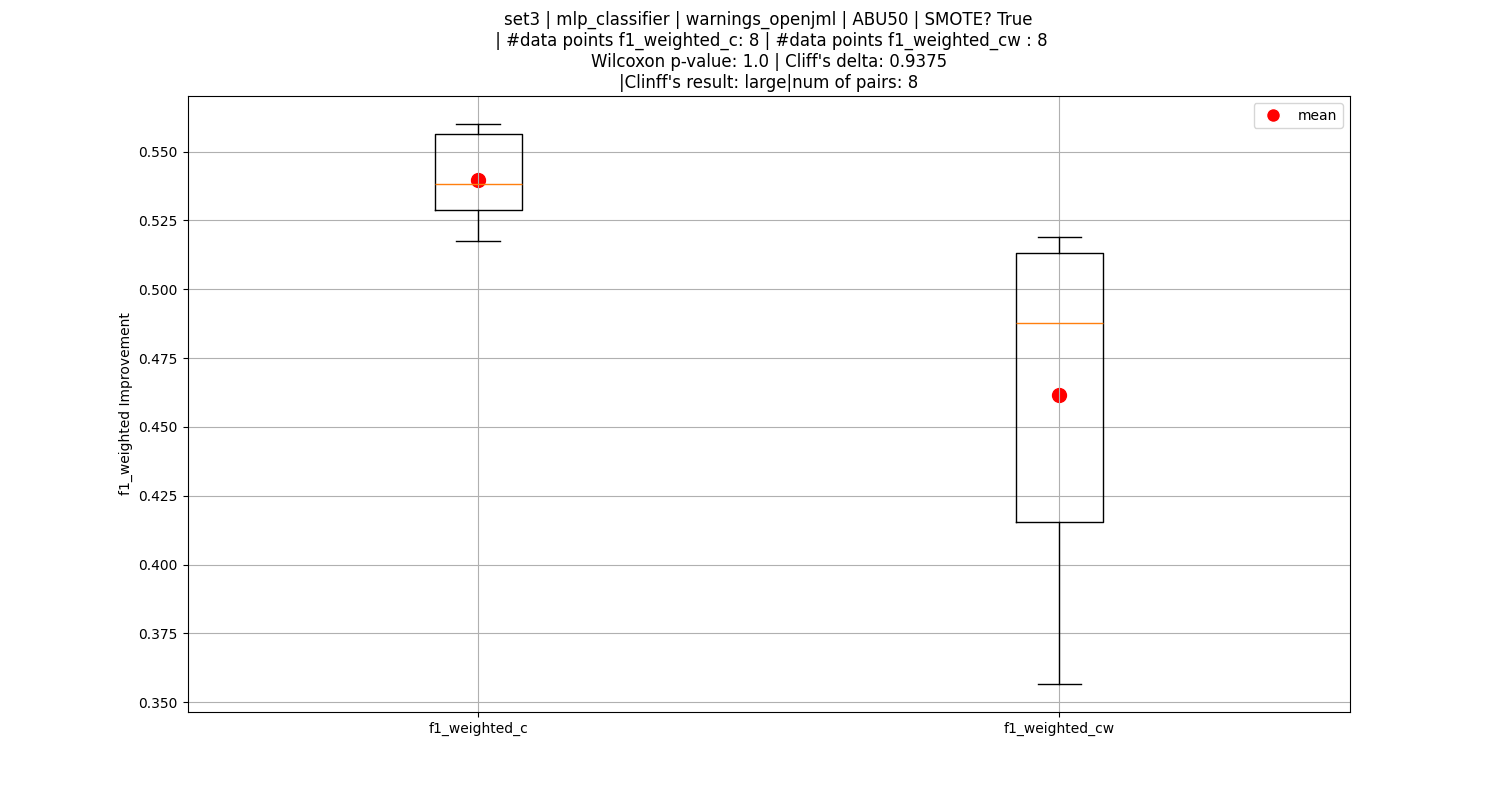 set3 | mlp_classifier | warnings_openjml | ABU50 | SMOTE? True
| #data points f1_weighted_c: 8 | #data points f1_weighted_cw : 8
Wilcoxon p-value: 1.0 | Cliff's delta: 0.9375
|Clinff's result: large|num of pairs: 8
mean
0.550
0.525
0.500
0.475
0.450
0.425
0.400
0.375
0.350
f1_weighted Improvement
f1_weighted_c
f1_weighted_cw